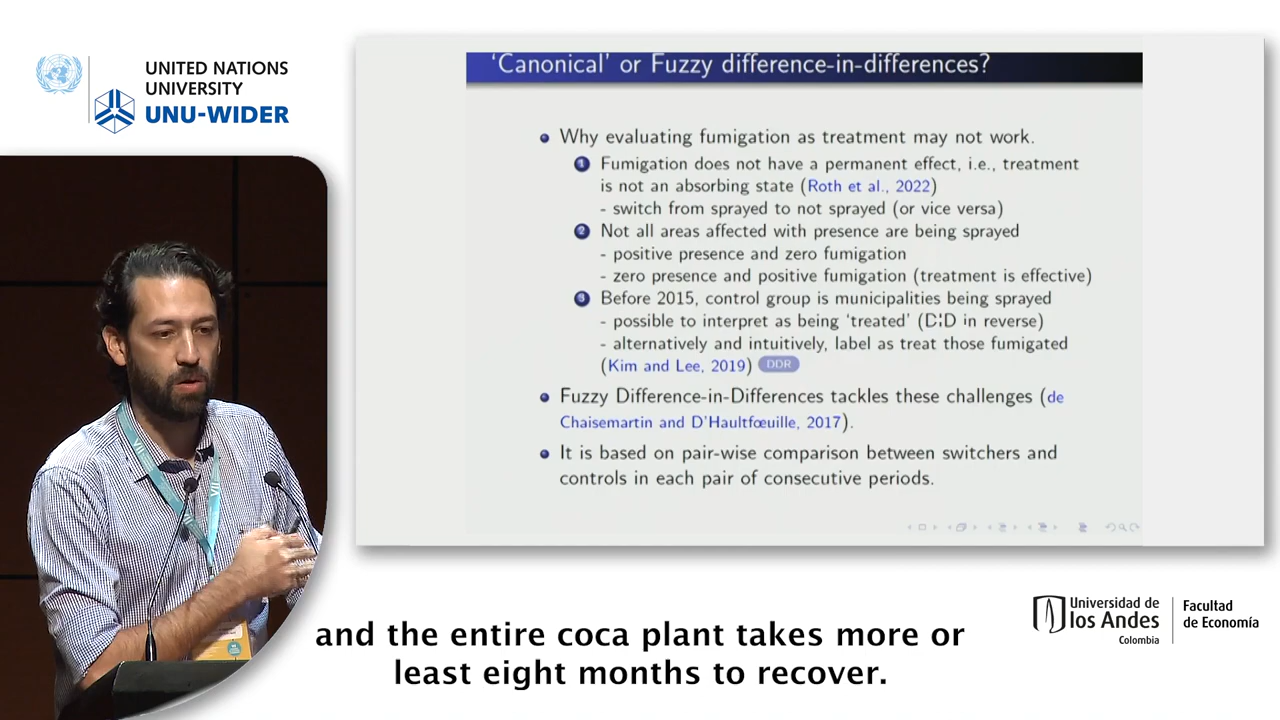 UNITED NATIONS
UNIVERSITY
UNU-WIDER
‘Canonical’ or Fuzzy difference-in-differences?
Why evaluating fumigation as treatment may not work.
1 Fumigation does not have a permanent effect, i.e., treatment
is not an absorbing state (Roth et al., 2022)
- switch from sprayed to not sprayed (or vice versa)
2 Not all areas affected with presence are being sprayed
- positive presence and zero fumigation
- zero presence and positive fumigation (treatment is effective)
3 Before 2015, control group is municipalities being sprayed
- possible to interpret as being ‘treated’ (DiD in reverse)
- alternatively and intuitively, label as treat those fumigated
(Kim and Lee, 2019) DDR
Fuzzy Difference-in-Differences tackles these challenges (de
Chaisemartin and D’Haultfœuille, 2017).
It is based on pair-wise comparison between switchers and
controls in each pair of consecutive periods.
VII
and the entire coca plant takes more or
least eight months to recover.
Universidad de
los Andes
Colombia
Facultad
de Economía